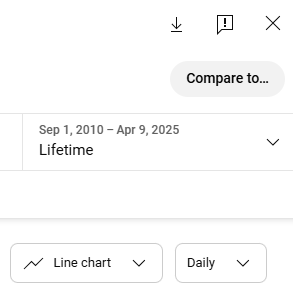 Compare to...
Sep 1, 2010 – Apr 9, 2025
Lifetime
Line chart
Daily